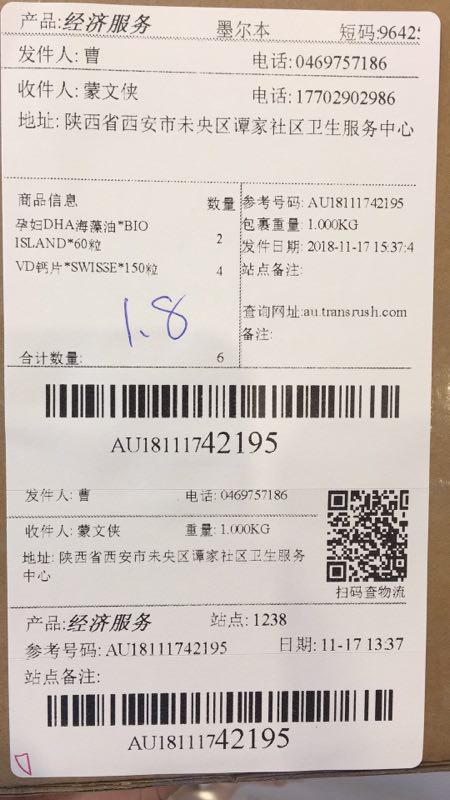 产品: 经济服务 墨尔本 短码:96425
发件人: 曹 电话: 0469757186
收件人: 蒙文侠 电话: 17702902986
地址: 陕西省西安市未央区谭家社区卫生服务中心
商品信息 数量
孕妇DHA海藻油*BIO
ISLAND*60粒 2
VD钙片*SWISSE*150粒 4
1.8
合计数量: 6
参考号码: AU18111742195
包裹重量: 1.000KG
发件日期: 2018-11-17 15:37:4
站点备注:
查询网址:au.transrush.com
备注:
AU18111742195
发件人: 曹 电话: 0469757186
收件人: 蒙文侠 重量: 1.000KG
地址: 陕西省西安市未央区谭家社区卫生服务
中心
扫码查物流
产品: 经济服务 站点: 1238
参考号码: AU18111742195 日期: 11-17 13:37
站点备注:
AU18111742195